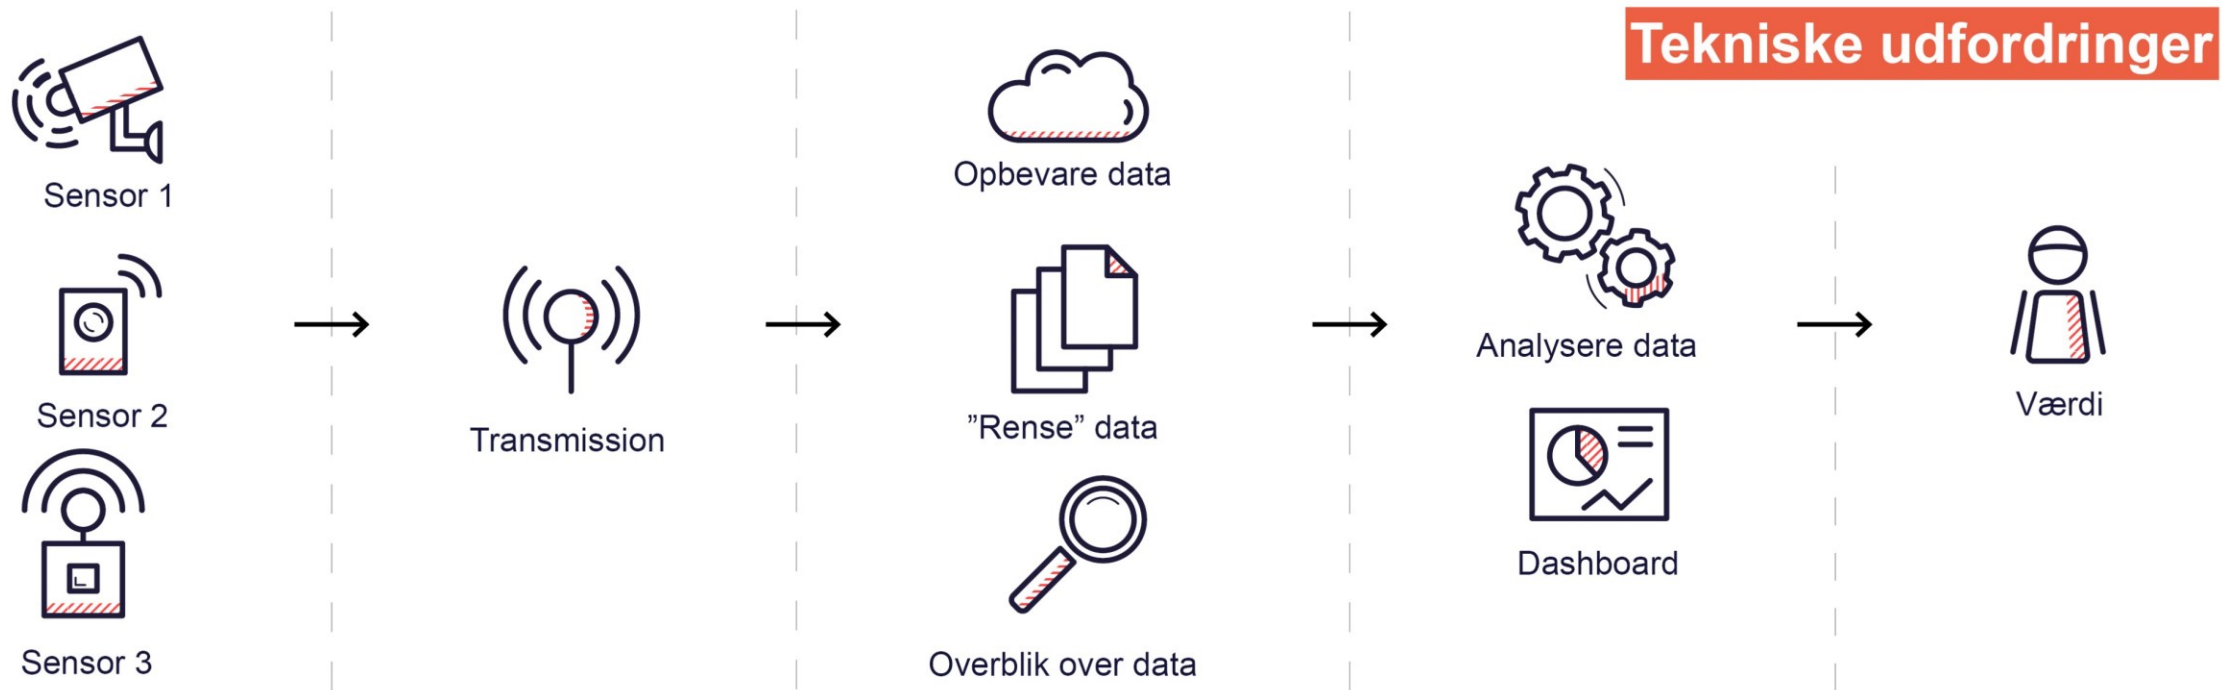 Tekniske udfordringer
Sensor 1
Sensor 2
Sensor 3
Transmission
Opbevare data
”Rense” data
Overblik over data
Analysere data
Dashboard
Værdi